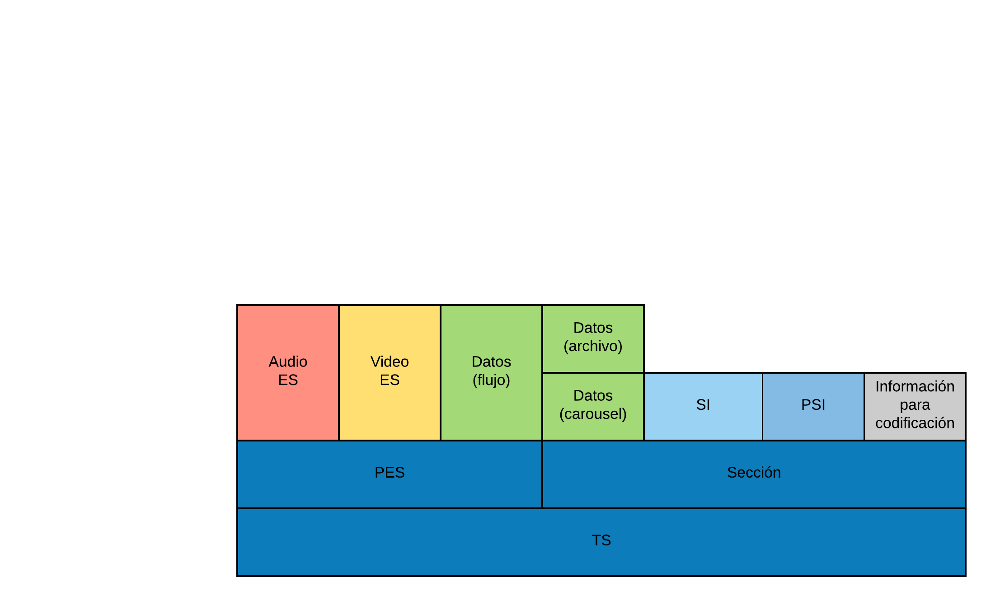 Audio
ES
Video
ES
Datos
(flujo)
Datos
(archivo)
Datos
(carousel)
SI
PSI
Información
para
codificación
PES
Sección
TS